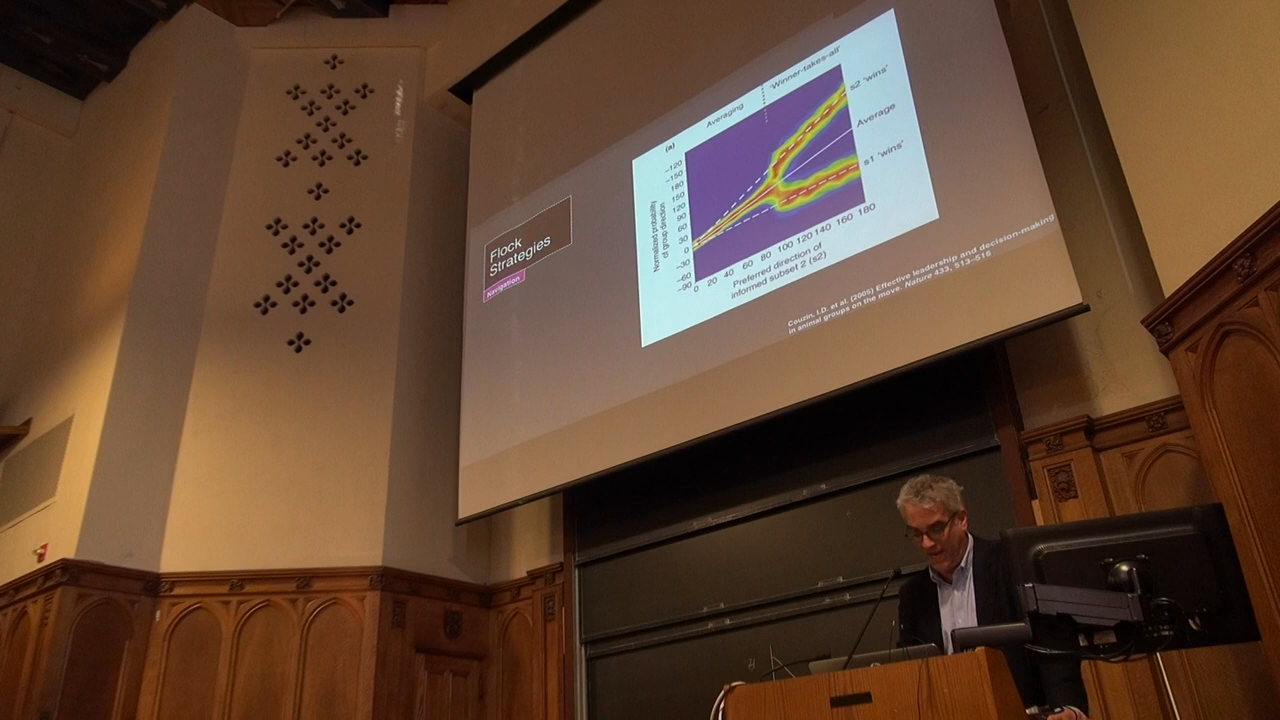 Flock
Strategies
Navigation
(a)
Averaging
'Winner-takes-all'
s2 "wins"
Average
s1 "wins"
Normalized probability
of group direction
-120
-150
180
150
120
90
60
30
0
-30
-60
-90
0 20 40 60 80 100 120 140 160 180
Preferred direction of
informed subset 2 (s2)
Couzin, I.D. et al. (2005) Effective leadership and decision-making
in animal groups on the move. Nature 433, 513–516